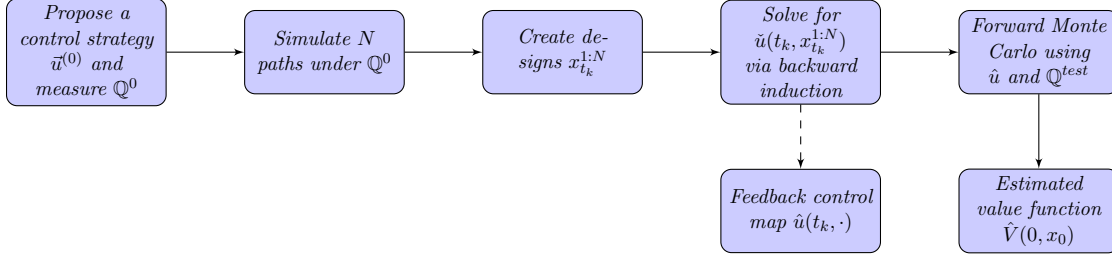 Propose a
control strategy
$\vec{u}^{(0)}$ and
measure $\mathbb{Q}^0$
Simulate N
paths under $\mathbb{Q}^0$
Create de-
signs $x_{t_k}^{1:N}$
Solve for
$\check{u}(t_k, x_{t_k}^{1:N})$
via backward
induction
Forward Monte
Carlo using
$\hat{u}$ and $\mathbb{Q}^{test}$
Feedback control
map $\hat{u}(t_k, \cdot)$
Estimated
value function
$\hat{V}(0, x_0)$